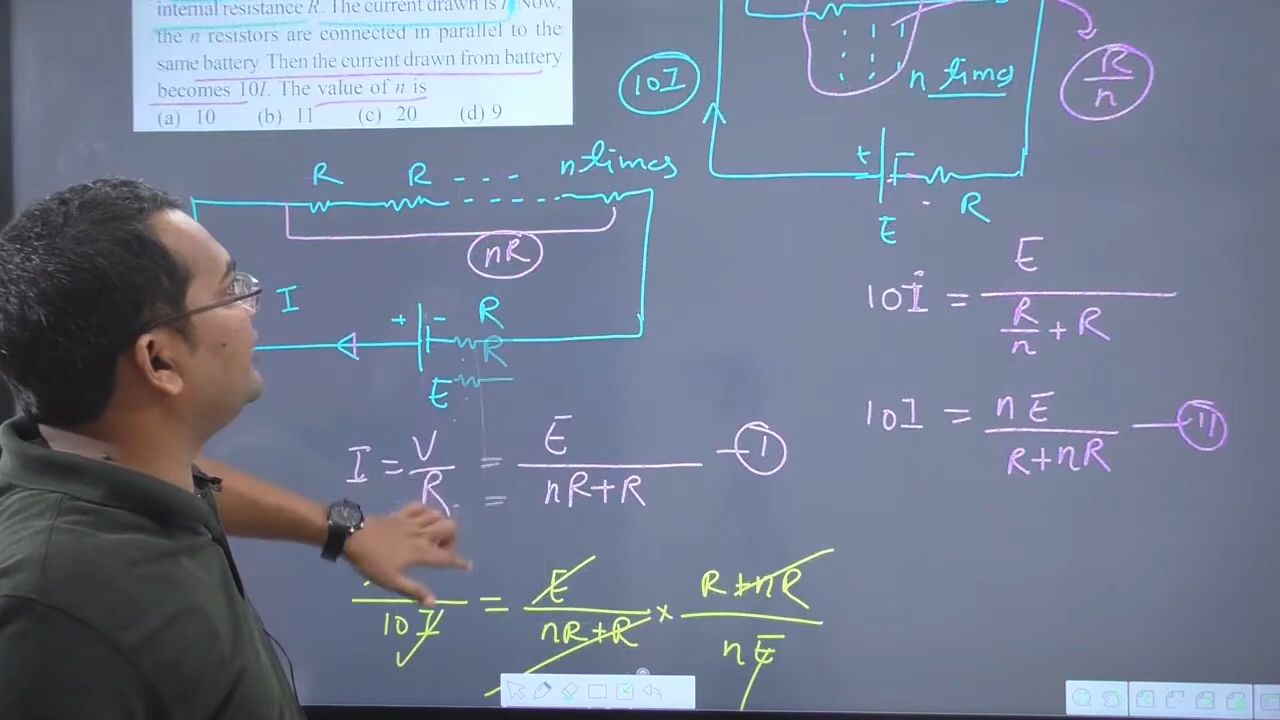 internal resistance R. The current drawn is I. Now,
the n resistors are connected in parallel to the
same battery. Then the current drawn from battery
becomes 10I. The value of n is
(a) 10 (b) 11 (c) 20 (d) 9
R R - - - n times
nR
I
+ - R
R
E
I = V/R = E/(nR+R) — I
=
10I = E/(nR+R) × (R+nR)/(nE)
10I
n times
R/n
+
E
R
10I = E/(R/n + R)
10I = nE/(R+nR) — II